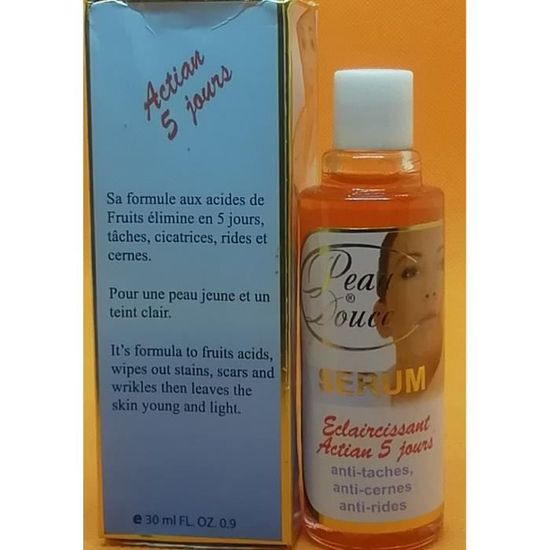 Actian
5 jours
Sa formule aux acides de
Fruits élimine en 5 jours,
tâches, cicatrices, rides et
cernes.
Pour une peau jeune et un
teint clair.
It's formula to fruits acids,
wipes out stains, scars and
wrikles then leaves the
skin young and light.
e 30 ml FL. OZ. 0.9
Peau
®
Douce
SERUM
Eclaircissant
Actian 5 jours
anti-taches,
anti-cernes
anti-rides